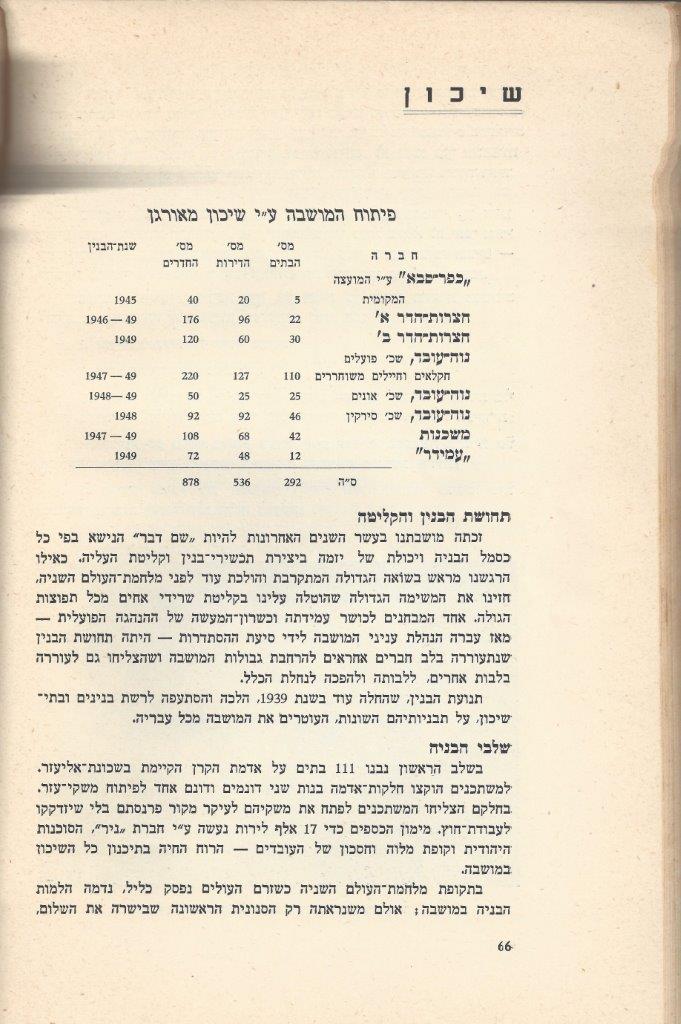 שיכון
פיתוח המושבה ע״י שיכון מאורגן
חברה מס׳ הבתים מס׳ הדירות מס׳ החדרים שנת־הבנין
„כפר־סבא״ ע״י המועצה
המקומית 5 20 40 1945
חצרות־הדר א׳ 22 96 176 1946 — 49
חצרות־הדר ב׳ 30 60 120 1949
נוה־עובד, שכ׳ פועלים
חקלאים וחיילים משוחררים 110 127 220 1947 — 49
נוה־עובד, שכ׳ אונים 25 25 50 1948— 49
נוה־עובד, שכ׳ סירקין 46 92 92 1948
משכנות 42 68 108 1947 — 49
„עמידר״ 12 48 72 1949
ס״ה 292 536 878
תחושת הבנין והקליטה
זכתה מושבתנו בעשר השנים האחרונות להיות „שם דבר״ הנישא בפי כל
כסמל הבניה ויכולת של יזמה ביצירת תכשירי־בנין וקליטת העליה. כאילו
הרגשנו מראש בשואה הגדולה המתקרבת והולכת עוד לפני מלחמת־העולם השניה,
חזינו את המשימה הגדולה שהוטלה עלינו בקליטת שרידי אחים מכל תפוצות
הגולה. אחד המבחנים לכושר עמידתה וכשרון־המעשה של ההנהגה הפועלית —
מאז עברה הנהלת עניני המושבה לידי סיעת ההסתדרות — היתה תחושת הבנין
שנתעוררה בלב חברים אחראים להרחבת גבולות המושבה ושהצליחו גם לעוררה
בלבות אחרים, ללבותה ולהפכה לנחלת הכלל.
תנועת הבנין, שהחלה עוד בשנת 1939, הלכה והסתעפה לרשת בנינים ובתי־
שיכון, על תבניותיהם השונות, העוטרים את המושבה מכל עבריה.
שלבי הבניה
בשלב הראשון נבנו 111 בתים על אדמת הקרן הקיימת בשכונת־אליעזר.
למשתכנים הוקצו חלקות־אדמה בנות שני דונמים ודונם אחד לפיתוח משקי־עזר.
בחלקם הצליחו המשתכנים לפתח את משקיהם לעיקר מקור פרנסתם בלי שיזדקקו
לעבודת־חוץ. מימון הכספים כדי 17 אלף לירות נעשה ע״י חברת „ניר״, הסוכנות
היהודית וקופת מלוה וחסכון של העובדים — הרוח החיה בתיכנון כל השיכון
במושבה.
בתקופת מלחמת־העולם השניה כשזרם העולים נפסק כליל, נדמה הלמות
הבניה במושבה; אולם משנראתה רק הסנונית הראשונה שבישרה את השלום,
66